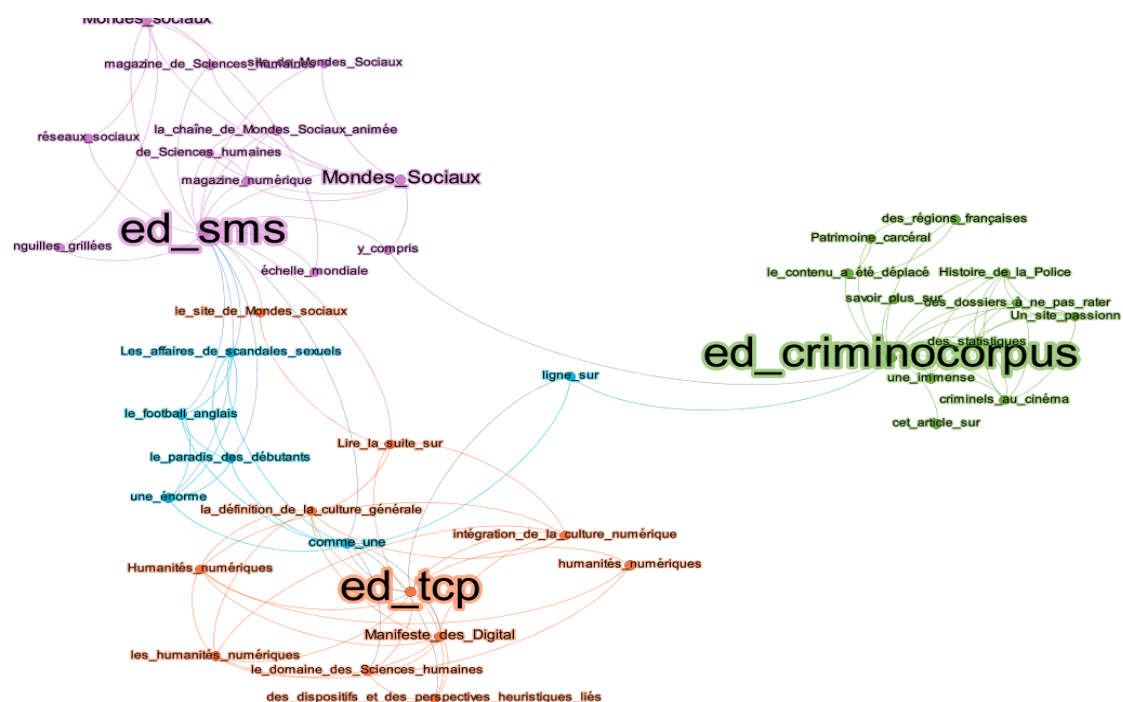 Mondes_sociaux
magazine_de_Sciences_humaines
site_de_Mondes_Sociaux
réseaux_sociaux
la_chaîne_de_Mondes_Sociaux_animée
de_Sciences_humaines
magazine_numérique
Mondes_Sociaux
ed_sms
nguilles_grillées
y_compris
échelle_mondiale
des_régions_françaises
Patrimoine_carcéral
le_contenu_a_été_déplacé
Histoire_de_la_Police
savoir_plus_sur
des_dossiers_à_ne_pas_rater
Un_site_passionn
des_statistiques
ed_criminocorpus
une_immense
criminels_au_cinéma
cet_article_sur
le_site_de_Mondes_sociaux
Les_affaires_de_scandales_sexuels
ligne_sur
le_football_anglais
Lire_la_suite_sur
le_paradis_des_débutants
une_énorme
la_définition_de_la_culture_générale
comme_une
intégration_de_la_culture_numérique
Humanités_numériques
humanités_numériques
ed_tcp
Manifeste_des_Digital
les_humanités_numériques
le_domaine_des_Sciences_humaines
des_dispositifs_et_des_perspectives_heuristiques_liés